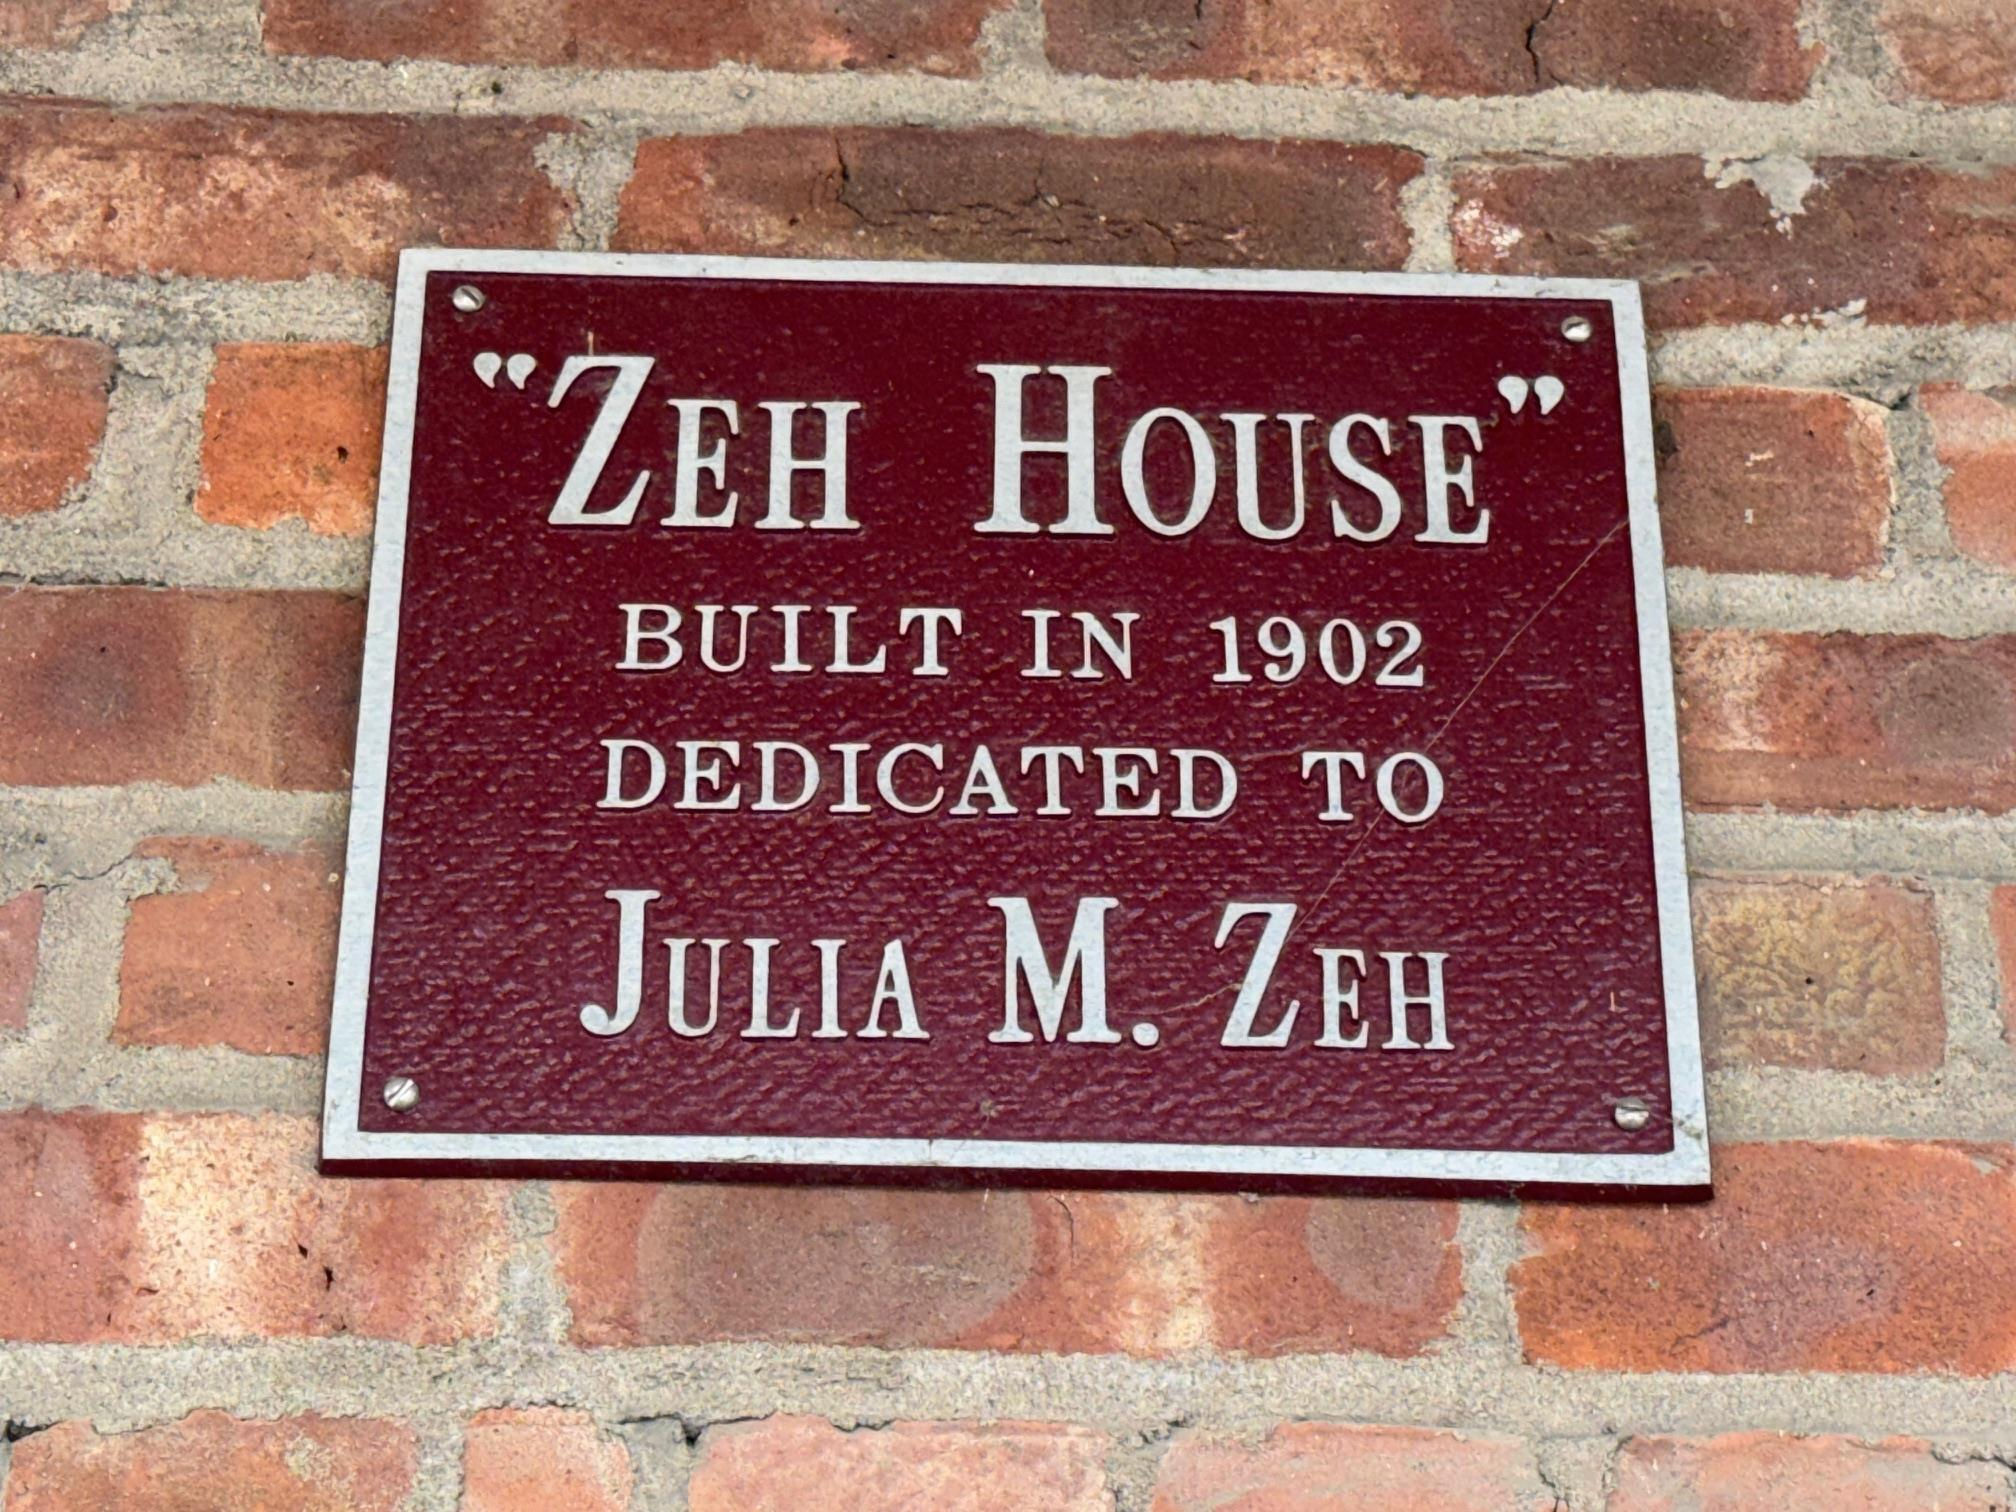 "ZEH HOUSE"
BUILT IN 1902
DEDICATED TO
JULIA M. ZEH